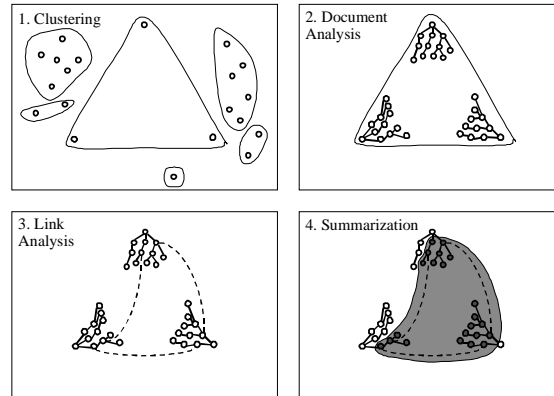 1. Clustering
2. Document
Analysis
3. Link
Analysis
4. Summarization